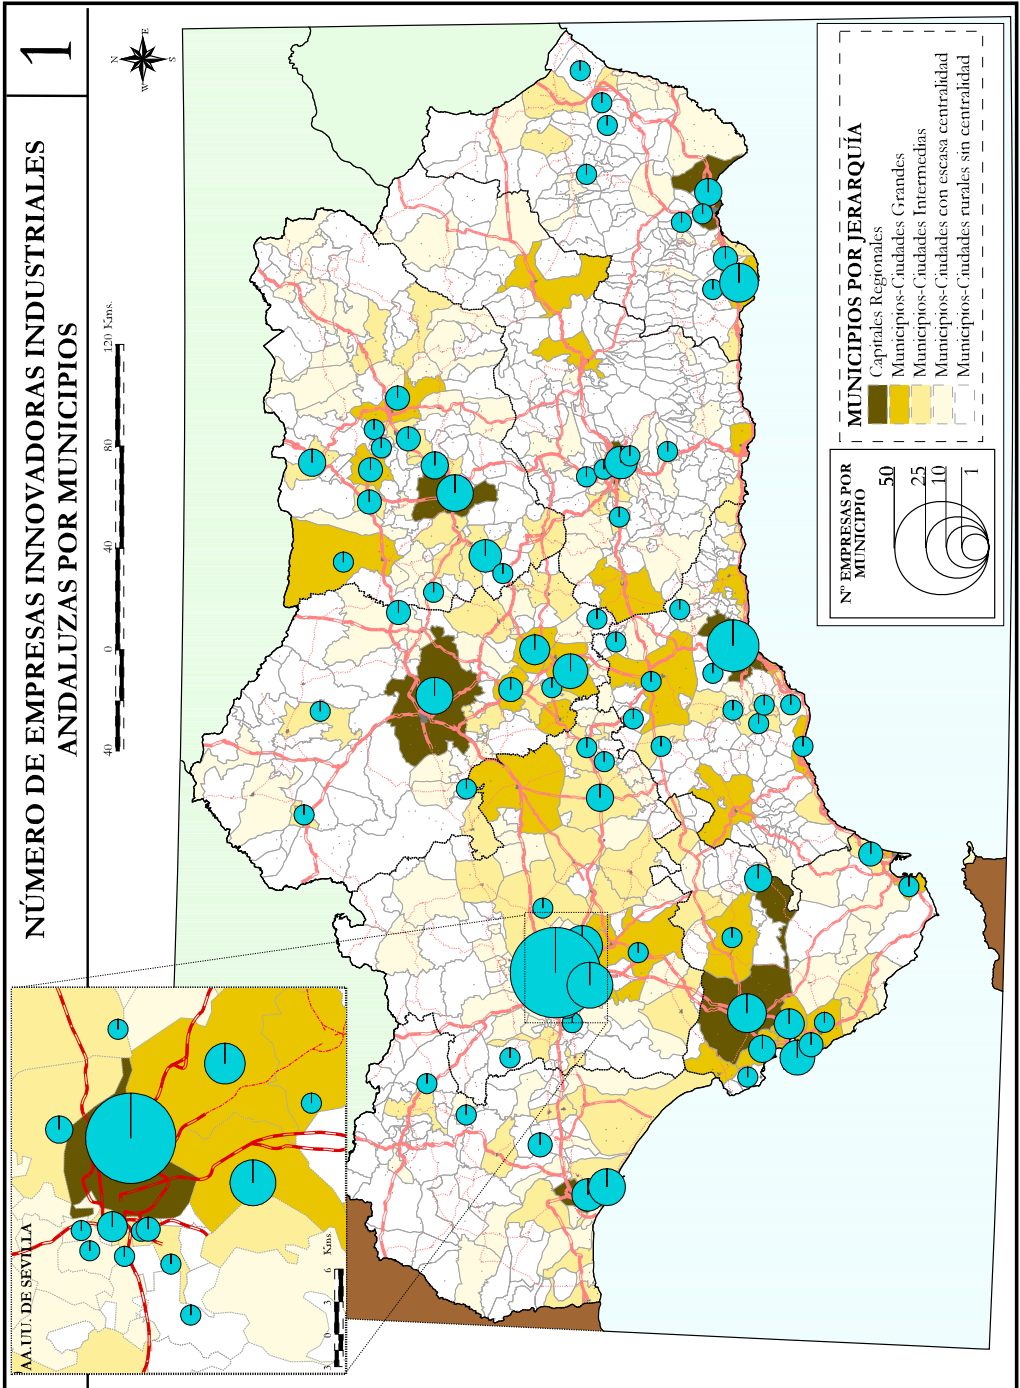 NÚMERO DE EMPRESAS INNOVADORAS INDUSTRIALES
ANDALUZAS POR MUNICIPIOS
1
40 0 40 80 120 Kms.
N
E
S
W
AA.UU. DE SEVILLA
3 0 3 6 Kms.
Nº EMPRESAS POR
MUNICIPIO
50
25
10
1
MUNICIPIOS POR JERARQUÍA
Capitales Regionales
Municipios-Ciudades Grandes
Municipios-Ciudades Intermedias
Municipios-Ciudades con escasa centralidad
Municipios-Ciudades rurales sin centralidad